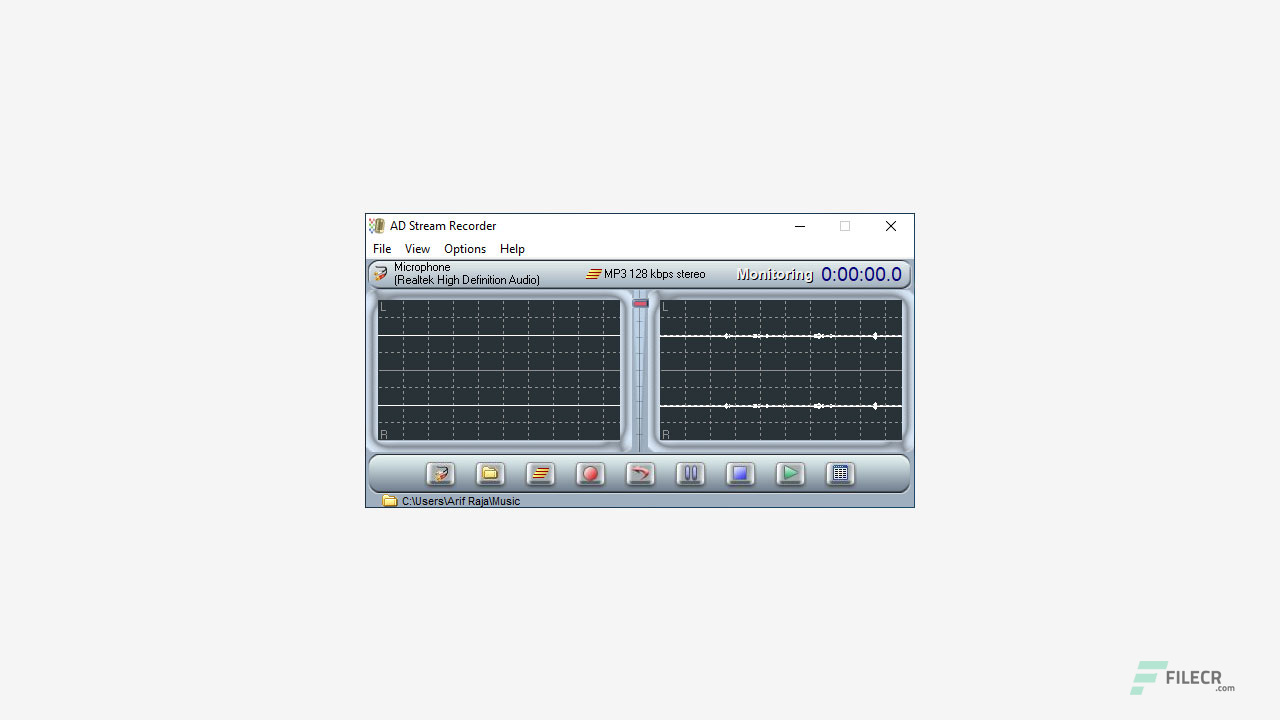 AD Stream Recorder
File View Options Help
Microphone
(Realtek High Definition Audio)
MP3 128 kbps stereo
Monitoring 0:00:00.0
L
R
L
R
C:\Users\Arif Raja\Music
FILECR
.com